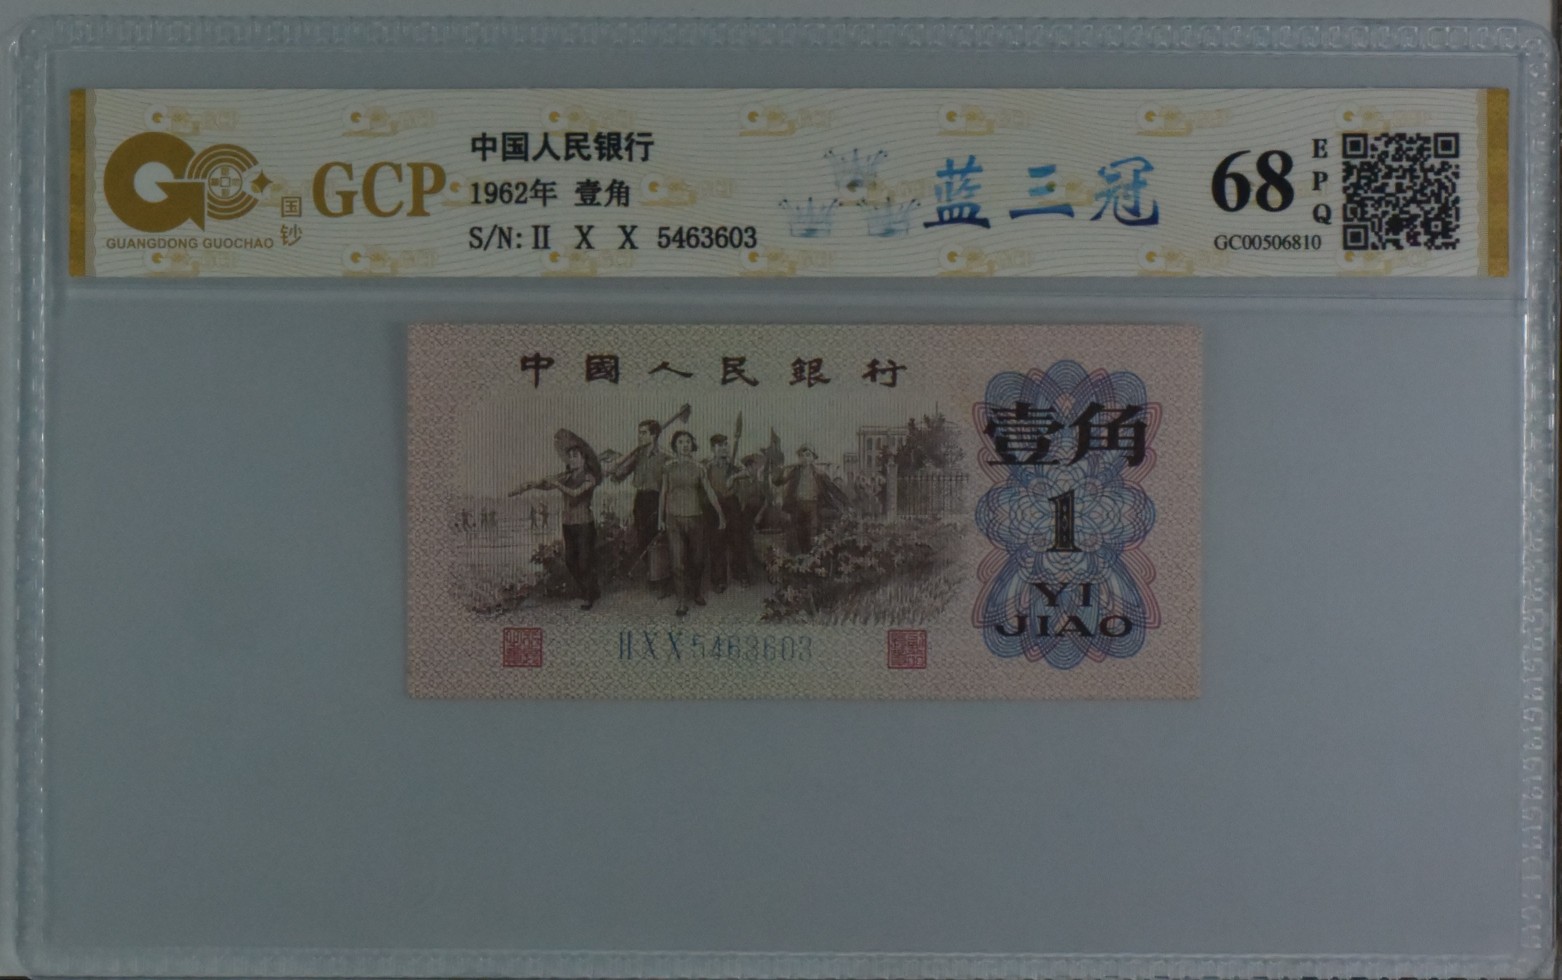 GUANGDONG GUOCHAO
国钞
GCP
中国人民银行
1962年 壹角
S/N: II X X 5463603
蓝三冠
68
EPQ
GC00506810
中國人民銀行
壹角
1
YI
JIAO
IIXX5463603